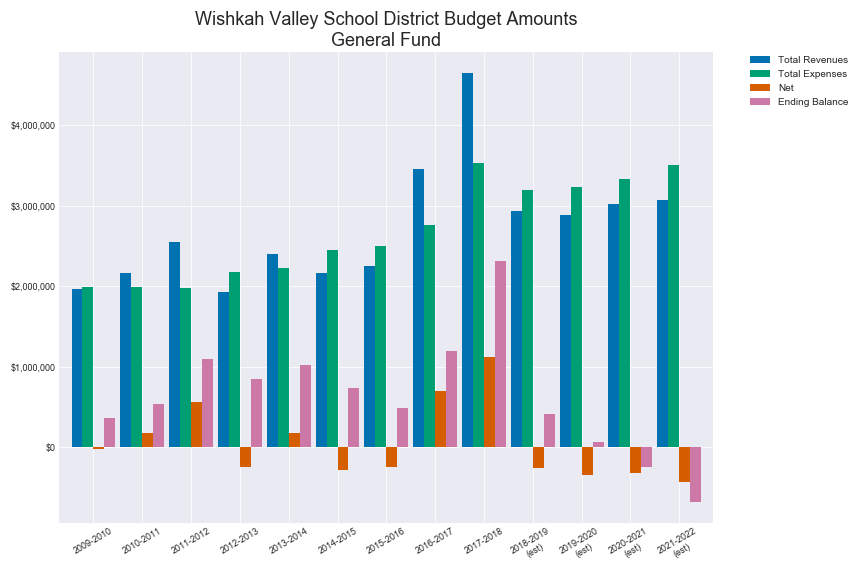 Wishkah Valley School District Budget Amounts
General Fund
Total Revenues
Total Expenses
Net
Ending Balance
$4,000,000
$3,000,000
$2,000,000
$1,000,000
$0
2009-2010
2010-2011
2011-2012
2012-2013
2013-2014
2014-2015
2015-2016
2016-2017
2017-2018
2018-2019
(est)
2019-2020
(est)
2020-2021
(est)
2021-2022
(est)